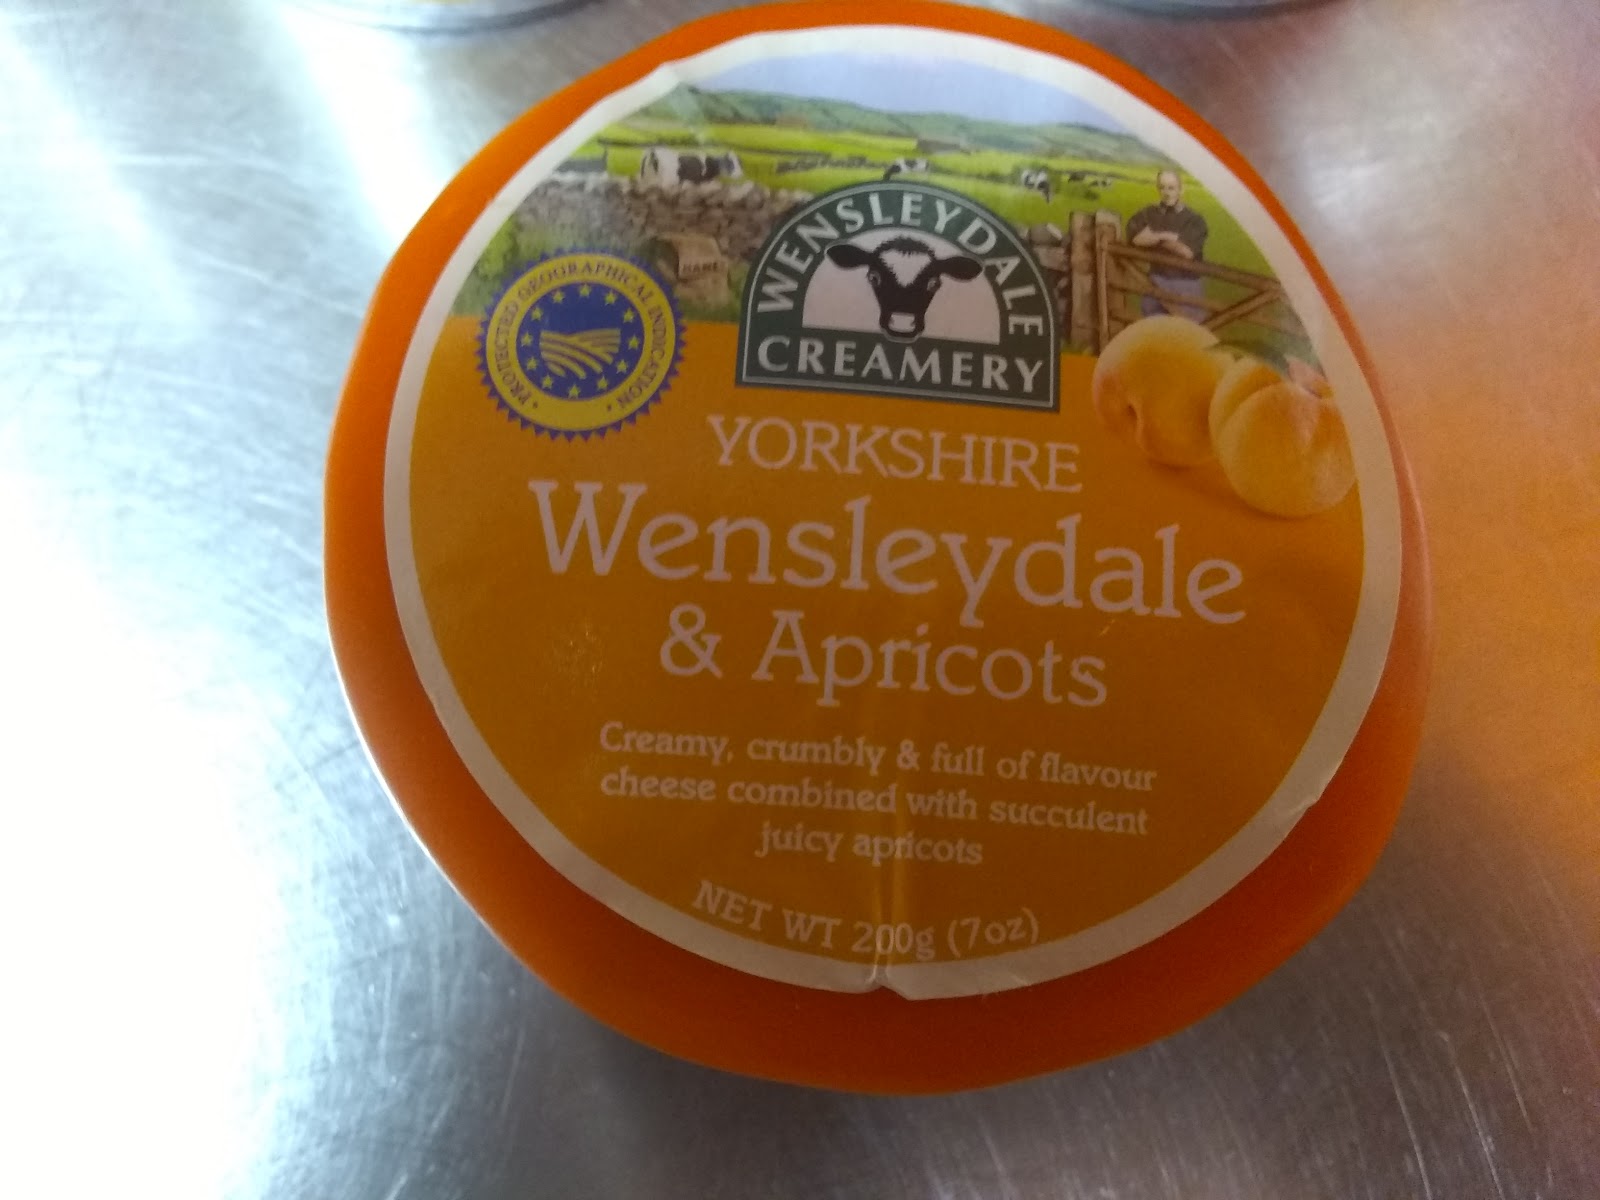 WENSLEYDALE
CREAMERY
• PROTECTED GEOGRAPHICAL INDICATION •
YORKSHIRE
Wensleydale
& Apricots
Creamy, crumbly & full of flavour
cheese combined with succulent
juicy apricots
NET WT 200g (7oz)